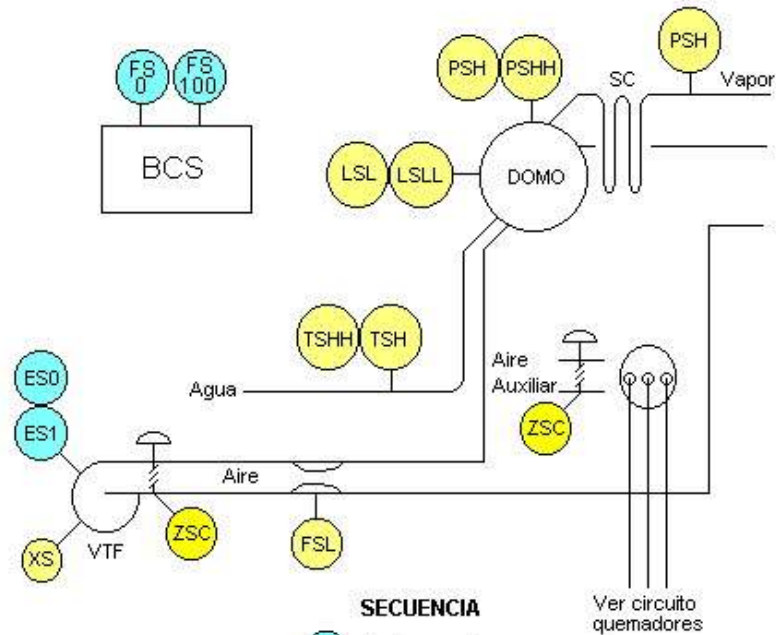 FS
0
FS
100
BCS
PSH
PSHH
PSH
SC
Vapor
LSL
LSLL
DOMO
TSHH
TSH
Agua
Aire
Auxiliar
ZSC
ES0
ES1
Aire
XS
VTF
ZSC
FSL
SECUENCIA
Ver circuito
quemadores